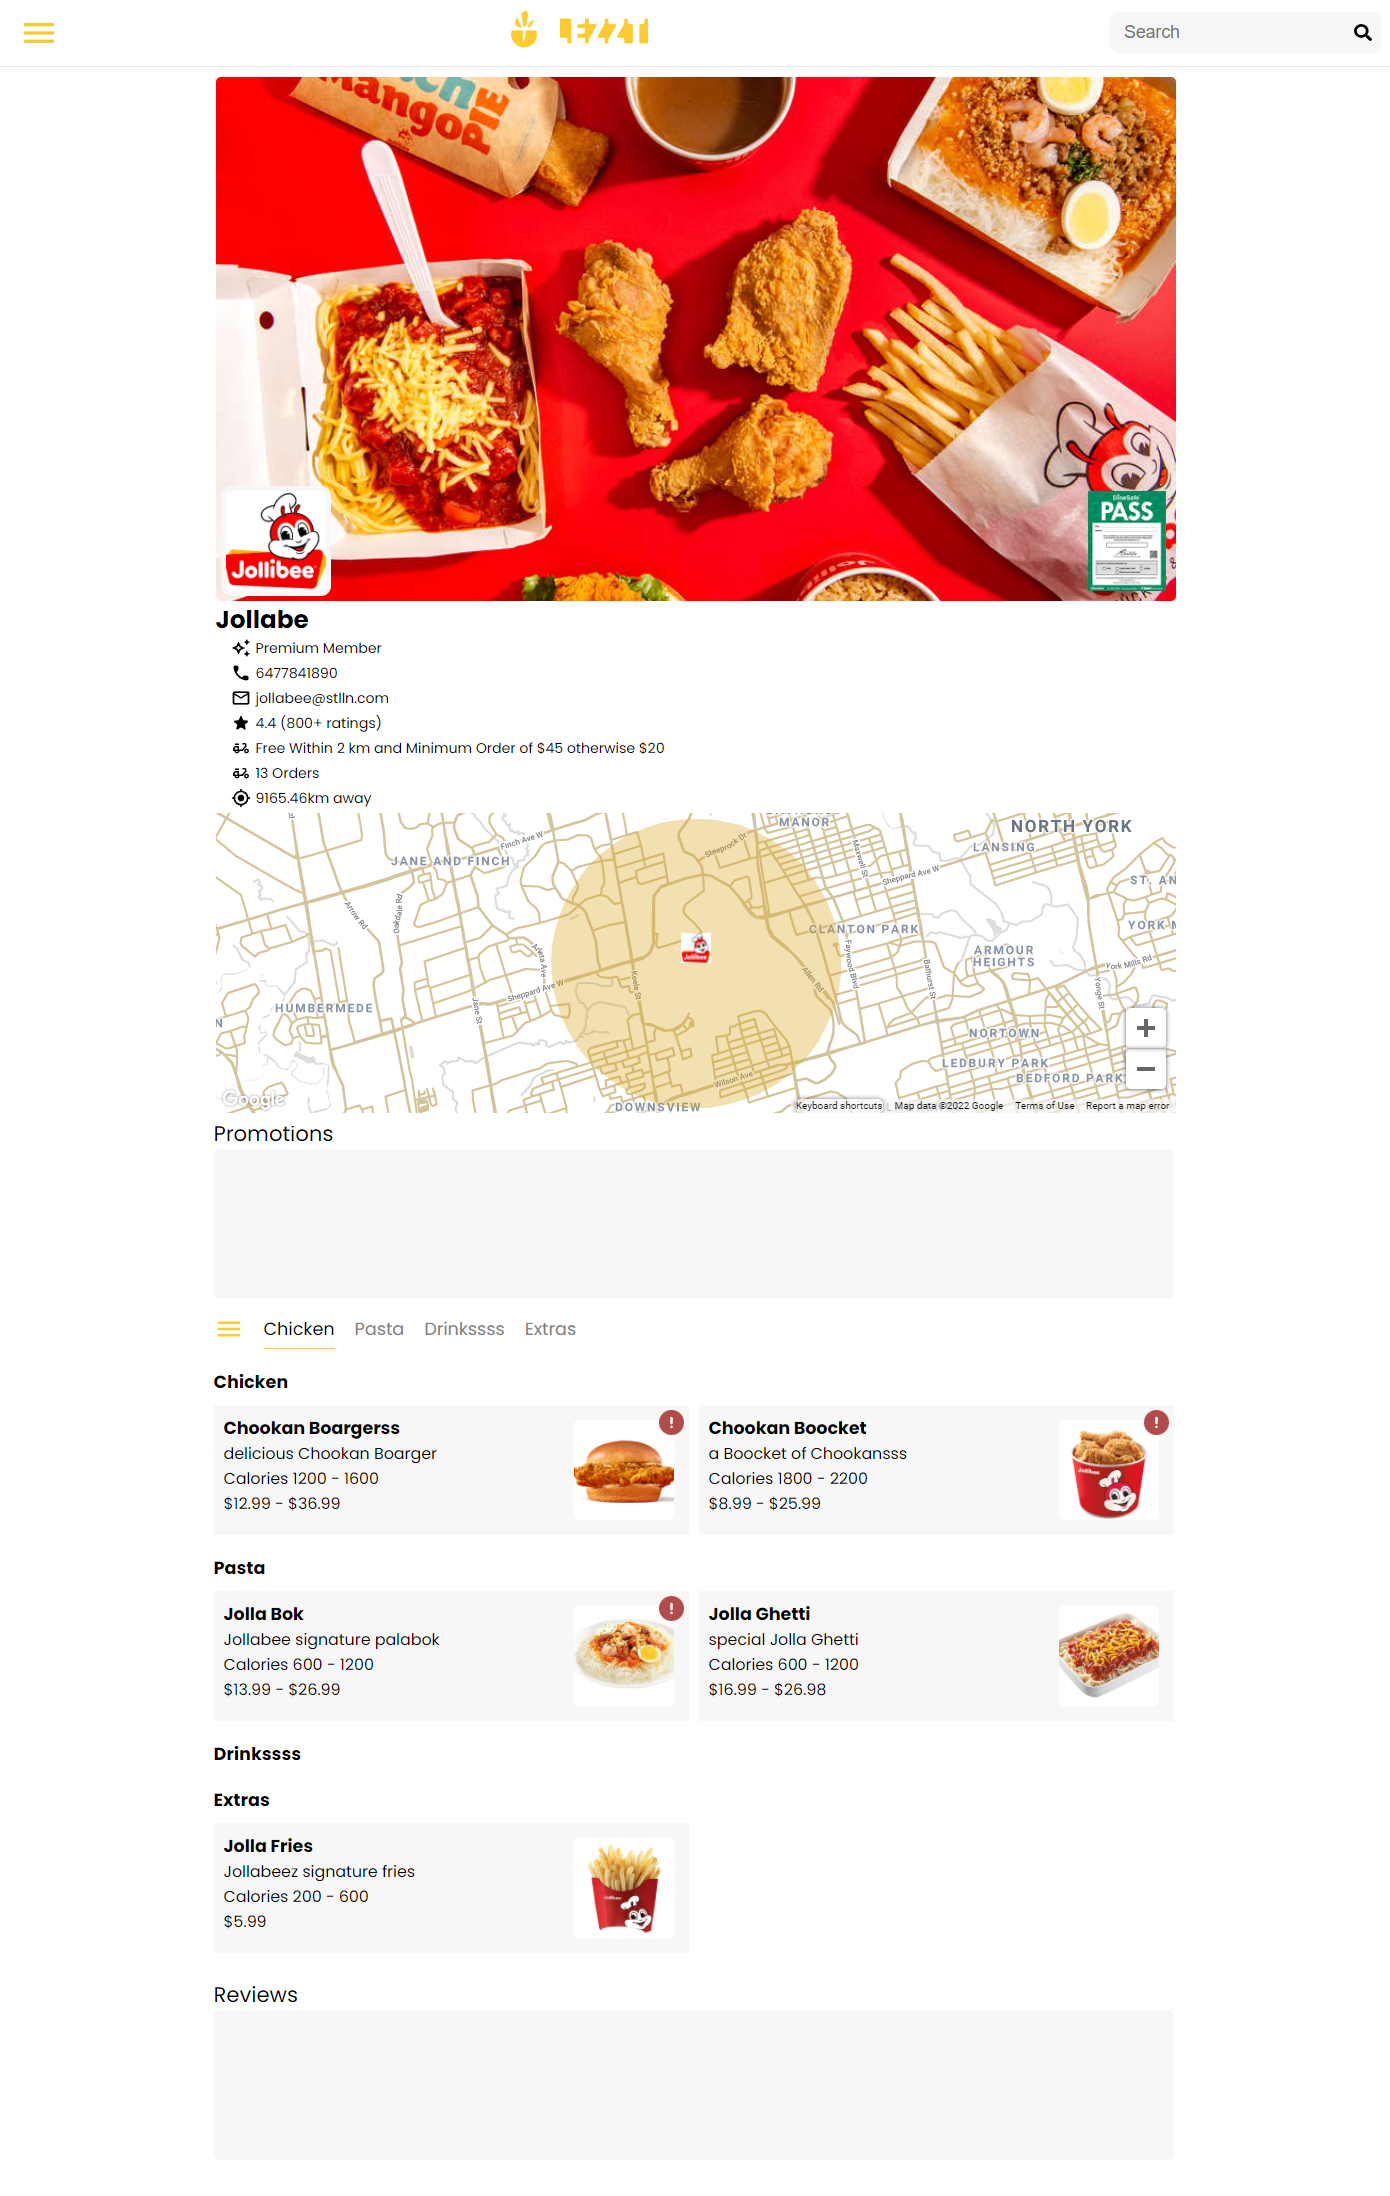 Search
mango
PIE
DineSafe
PASS
Jollibee
Jollabe
Premium Member
6477841890
jollabee@stlln.com
4.4 (800+ ratings)
Free Within 2 km and Minimum Order of $45 otherwise $20
13 Orders
9165.46km away
MANOR
NORTH YORK
Finch Ave W
Steeprock Dr
LANSING
JANE AND FINCH
Maxwell St
Sheppard Ave W
ST. AN
Oakdale Rd
Arrow Rd
CLANTON PARK
YORK M
Arleta Ave
Faywood Blvd
ARMOUR
HEIGHTS
Jollibee
York Mills Rd
Bathurst St
Keele St
Allen Rd
Sheppard Ave W
Yonge St
HUMBERMEDE
Jane St
N
NORTOWN
LEDBURY PARK
Wilson Ave
BEDFORD PARK
Google
DOWNSVIEW
Keyboard shortcuts
Map data ©2022 Google
Terms of Use
Report a map error
Promotions
Chicken Pasta Drinkssss Extras
Chicken
Chookan Boargerss
delicious Chookan Boarger
Calories 1200 - 1600
$12.99 - $36.99
Chookan Boocket
a Boocket of Chookansss
Calories 1800 - 2200
$8.99 - $25.99
Pasta
Jolla Bok
Jollabee signature palabok
Calories 600 - 1200
$13.99 - $26.99
Jolla Ghetti
special Jolla Ghetti
Calories 600 - 1200
$16.99 - $26.98
Drinkssss
Extras
Jolla Fries
Jollabeez signature fries
Calories 200 - 600
$5.99
Reviews